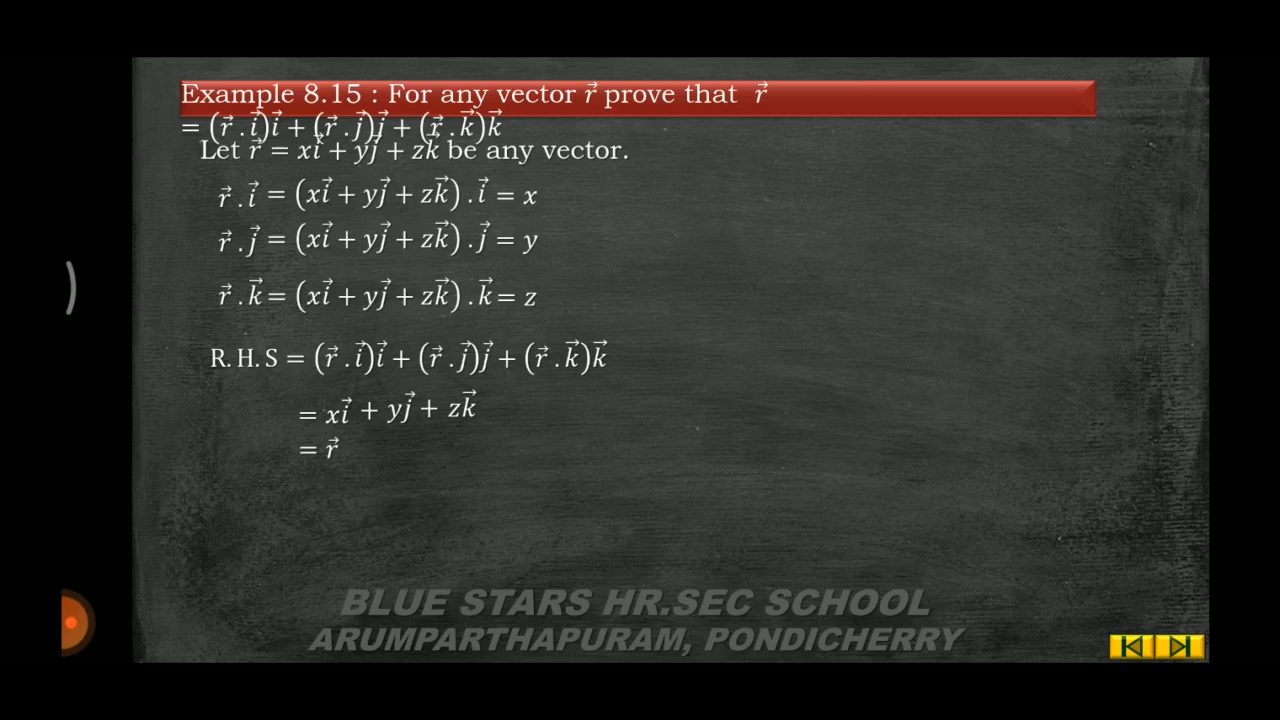 Example 8.15 : For any vector r⃗ prove that r⃗
= (r⃗ . i⃗)i⃗ + (r⃗ . j⃗)j⃗ + (r⃗ . k⃗)k⃗
Let r⃗ = xi⃗ + yj⃗ + zk⃗ be any vector.
r⃗ . i⃗ = (xi⃗ + yj⃗ + zk⃗) . i⃗ = x
r⃗ . j⃗ = (xi⃗ + yj⃗ + zk⃗) . j⃗ = y
r⃗ . k⃗ = (xi⃗ + yj⃗ + zk⃗) . k⃗ = z
R.H.S = (r⃗ . i⃗)i⃗ + (r⃗ . j⃗)j⃗ + (r⃗ . k⃗)k⃗
= xi⃗ + yj⃗ + zk⃗
= r⃗
BLUE STARS HR.SEC SCHOOL
ARUMPARTHAPURAM, PONDICHERRY